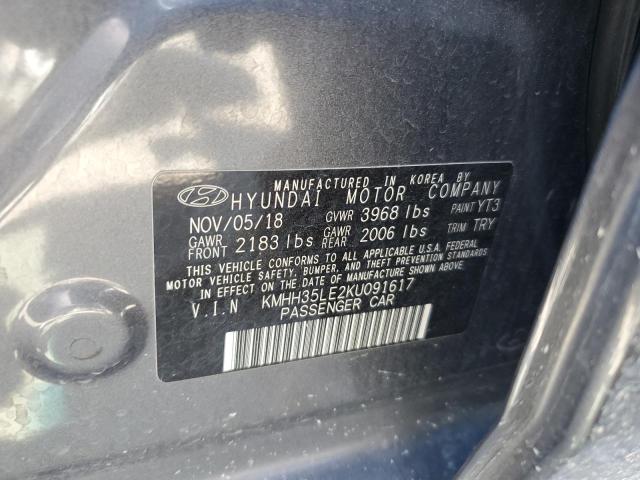 MANUFACTURED IN KOREA BY
HYUNDAI MOTOR COMPANY
NOV/05/18 GVWR 3968 lbs PAINT YT3
GAWR FRONT 2183 lbs GAWR REAR 2006 lbs TRIM TRY
THIS VEHICLE CONFORMS TO ALL APPLICABLE U.S.A. FEDERAL
MOTOR VEHICLE SAFETY, BUMPER, AND THEFT PREVENTION STANDARDS
IN EFFECT ON THE DATE OF MANUFACTURE SHOWN ABOVE.
V.I.N KMHH35LE2KU091617
PASSENGER CAR